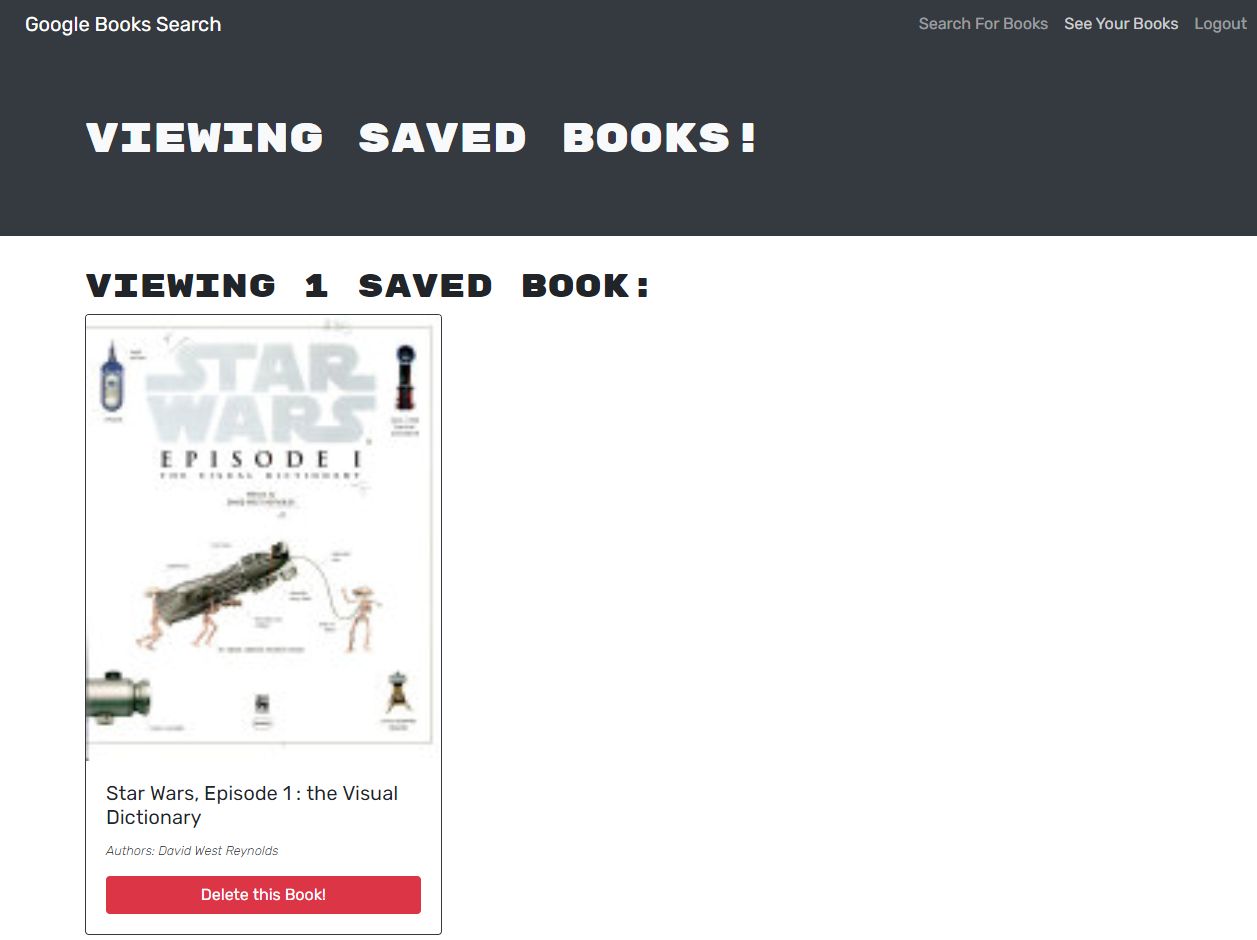 Google Books Search
Search For Books See Your Books Logout
VIEWING SAVED BOOKS!
VIEWING 1 SAVED BOOK:
STAR
WARS
EPISODE I
THE VISUAL DICTIONARY
Star Wars, Episode 1 : the Visual
Dictionary
Authors: David West Reynolds
Delete this Book!